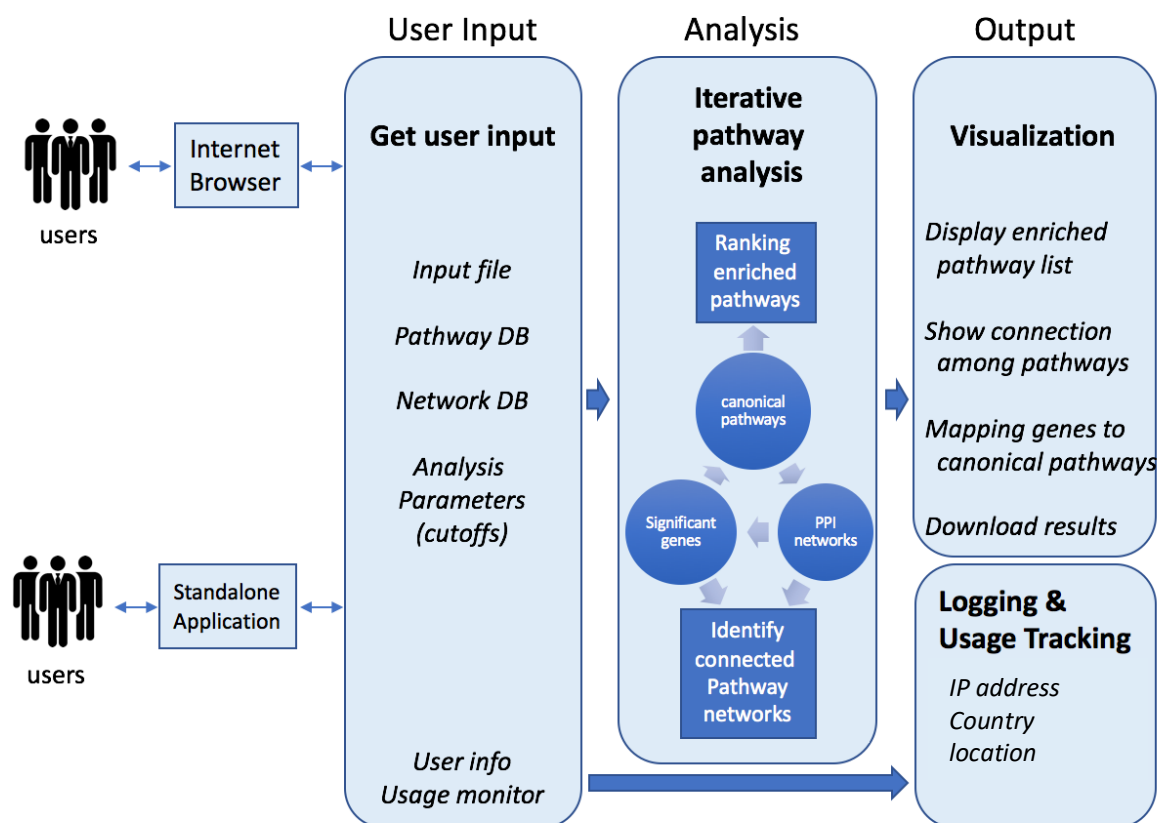 User Input
Analysis
Output
users
Internet
Browser
users
Standalone
Application
Get user input
Input file
Pathway DB
Network DB
Analysis
Parameters
(cutoffs)
User info
Usage monitor
Iterative
pathway
analysis
Ranking
enriched
pathways
canonical
pathways
Significant
genes
PPI
networks
Identify
connected
Pathway
networks
Visualization
Display enriched
pathway list
Show connection
among pathways
Mapping genes to
canonical pathways
Download results
Logging &
Usage Tracking
IP address
Country
location